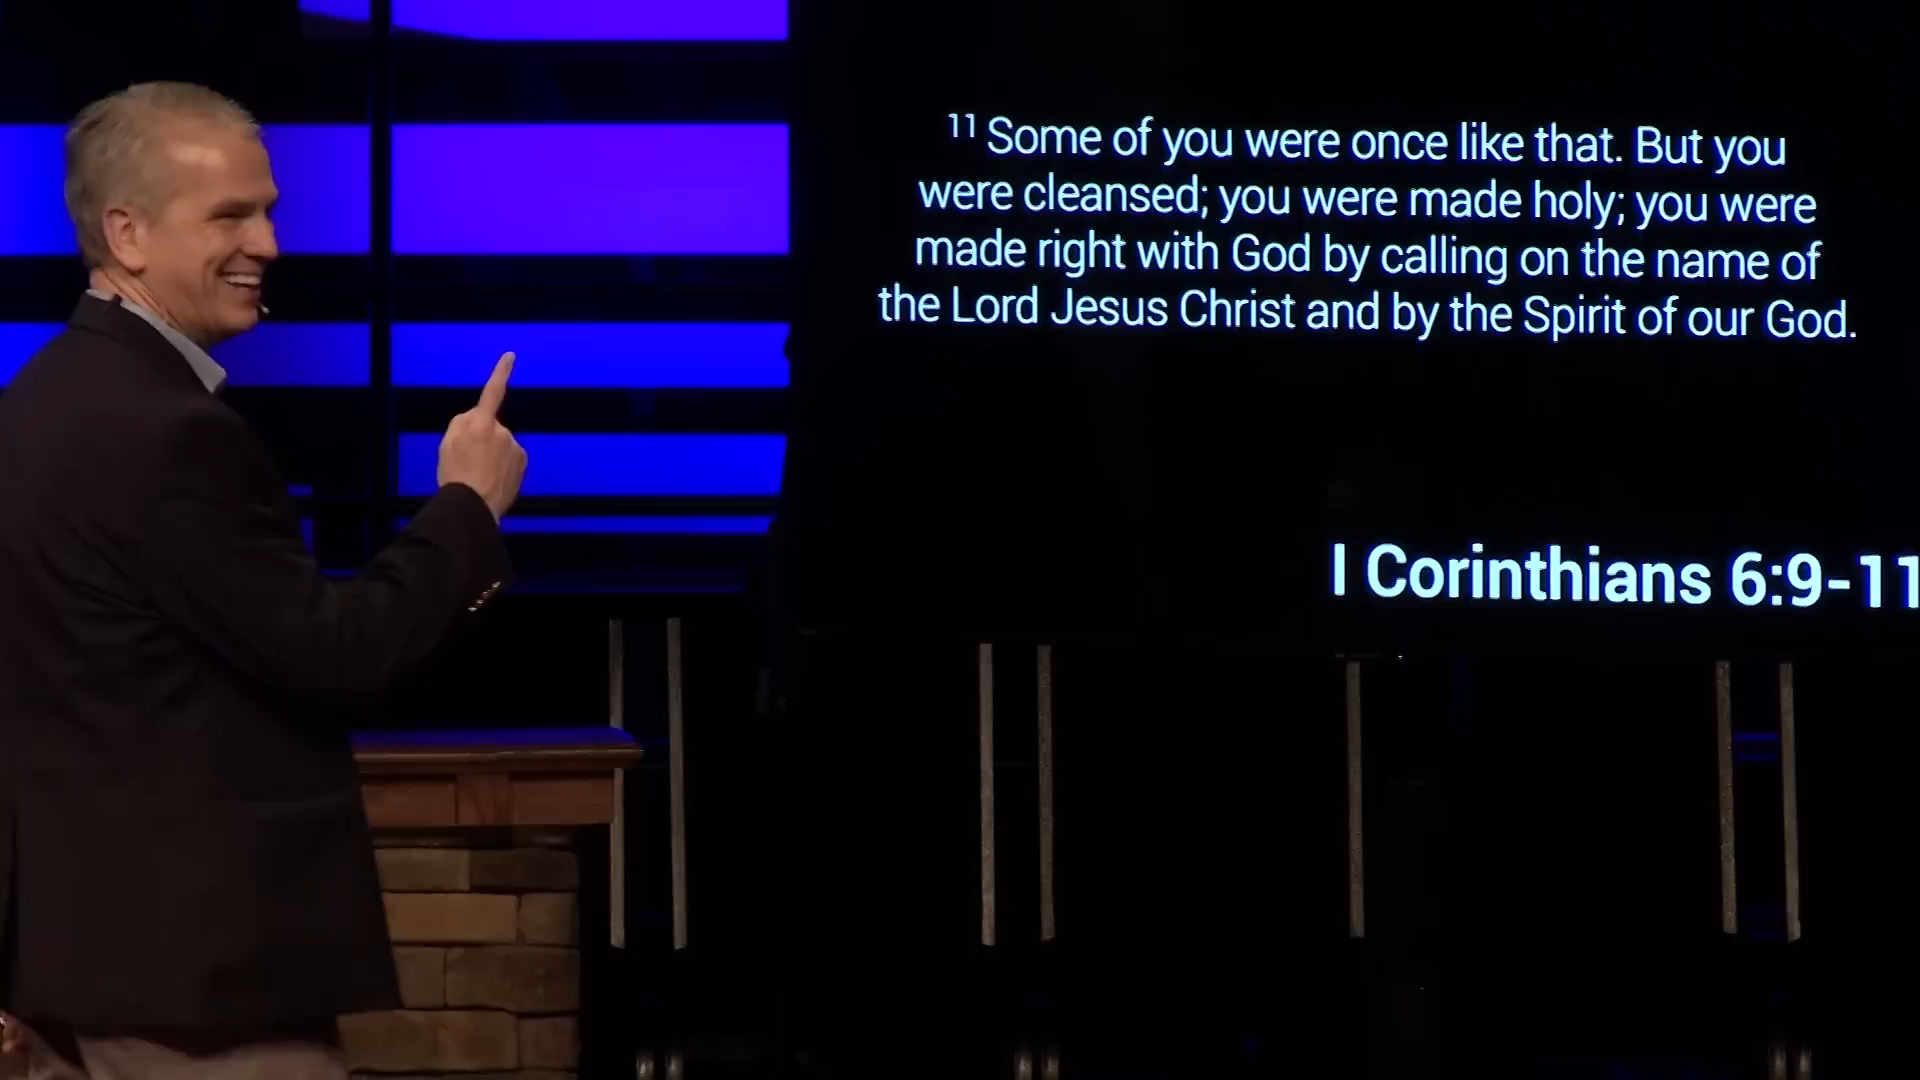 11 Some of you were once like that. But you
were cleansed; you were made holy; you were
made right with God by calling on the name of
the Lord Jesus Christ and by the Spirit of our God.
I Corinthians 6:9-11